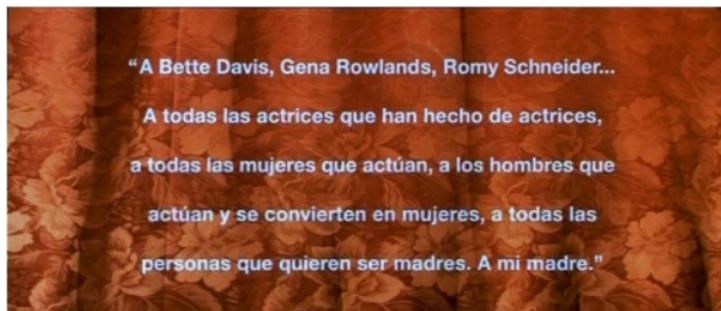 “A Bette Davis, Gena Rowlands, Romy Schneider...
A todas las actrices que han hecho de actrices,
a todas las mujeres que actúan, a los hombres que
actúan y se convierten en mujeres, a todas las
personas que quieren ser madres. A mi madre.”